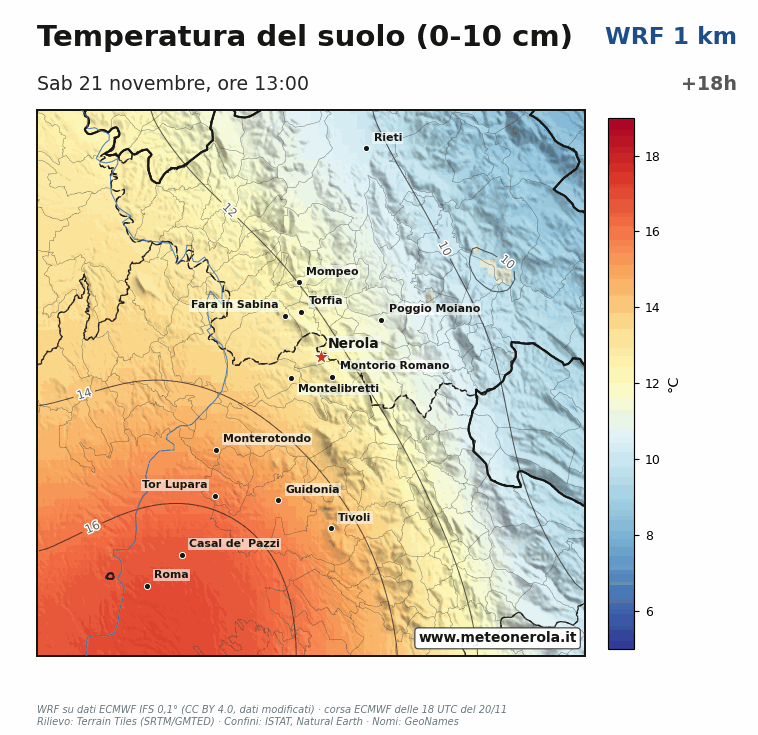 Temperatura del suolo (0-10 cm)
WRF 1 km
Sab 21 novembre, ore 13:00
+18h
Rieti
12
10
10
Mompeo
Toffia
Fara in Sabina
Poggio Moiano
Nerola
Montorio Romano
Montelibretti
14
Monterotondo
Tor Lupara
Guidonia
16
Tivoli
Casal de' Pazzi
Roma
www.meteonerola.it
18
16
14
12
10
8
6
°C
WRF su dati ECMWF IFS 0,1° (CC BY 4.0, dati modificati) · corsa ECMWF delle 18 UTC del 20/11
Rilievo: Terrain Tiles (SRTM/GMTED) · Confini: ISTAT, Natural Earth · Nomi: GeoNames